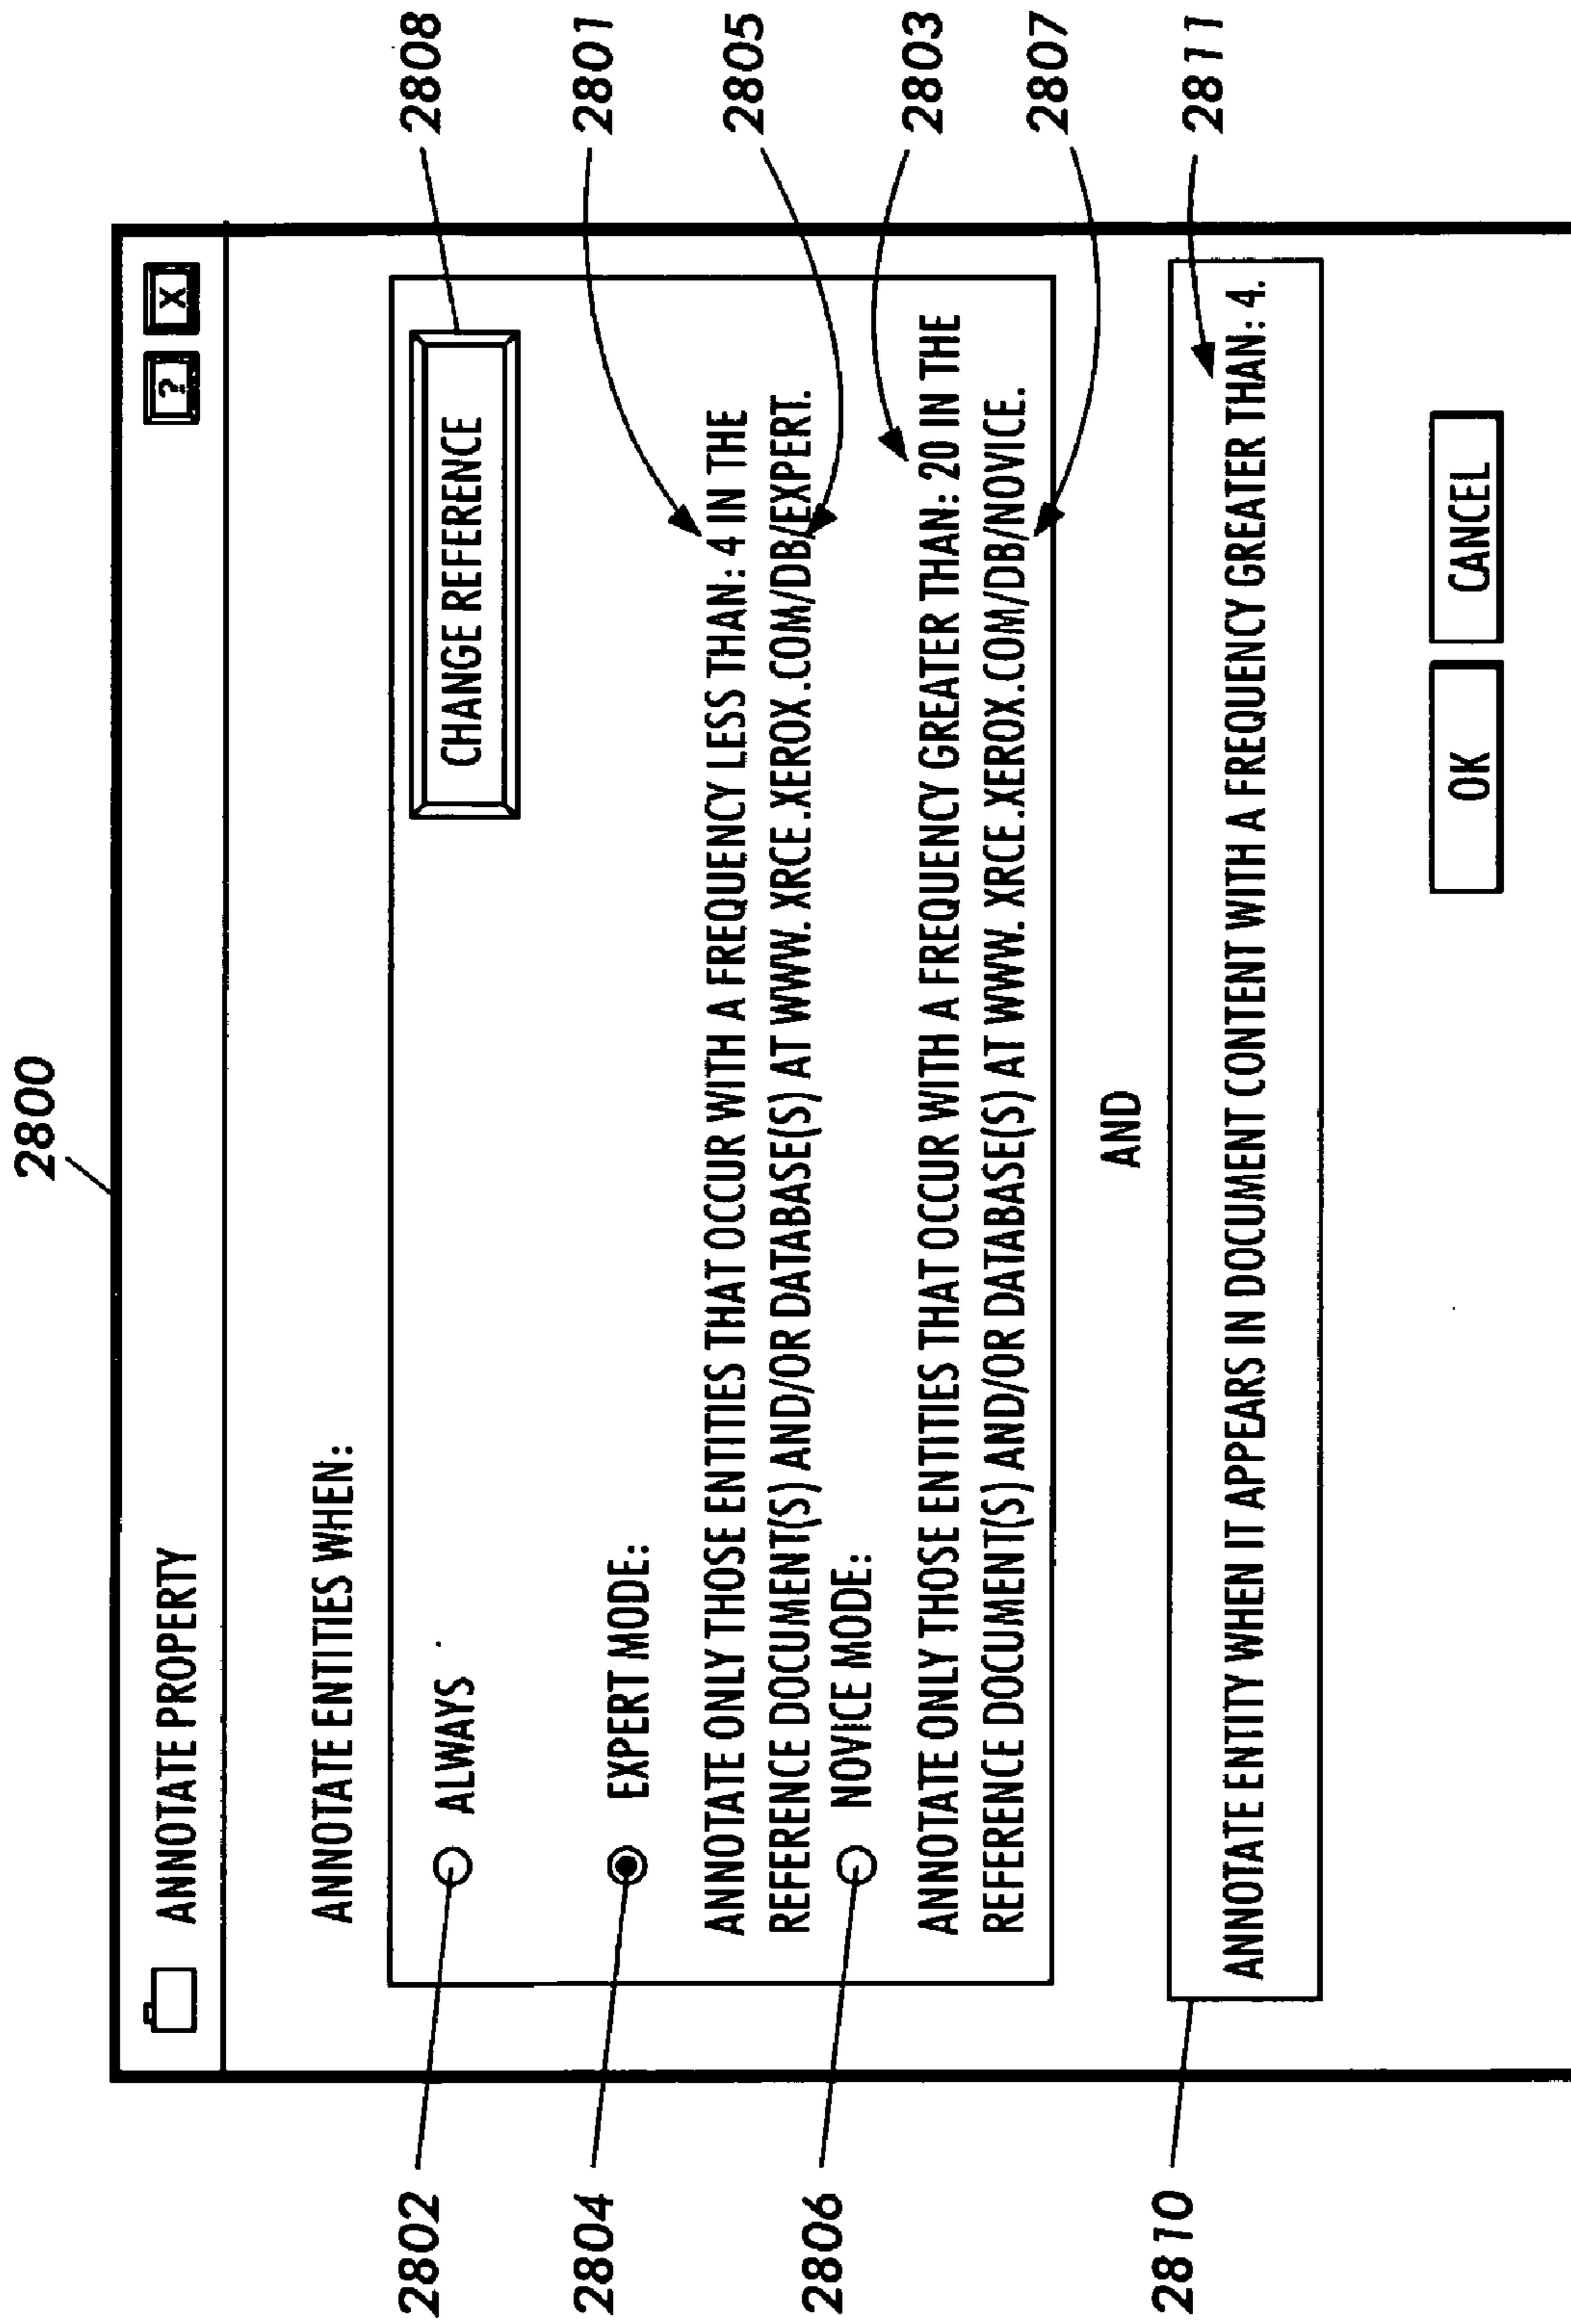 2800
ANNOTATE PROPERTY
? X
ANNOTATE ENTITIES WHEN:
2802
ALWAYS
CHANGE REFERENCE
2808
2804
EXPERT MODE:
2801
ANNOTATE ONLY THOSE ENTITIES THAT OCCUR WITH A FREQUENCY LESS THAN: 4 IN THE
REFERENCE DOCUMENT(S) AND/OR DATABASE(S) AT WWW. XRCE.XEROX.COM/DB/EXPERT.
2805
2806
NOVICE MODE:
2803
ANNOTATE ONLY THOSE ENTITIES THAT OCCUR WITH A FREQUENCY GREATER THAN: 20 IN THE
REFERENCE DOCUMENT(S) AND/OR DATABASE(S) AT WWW. XRCE.XEROX.COM/DB/NOVICE.
2807
AND
2810
ANNOTATE ENTITY WHEN IT APPEARS IN DOCUMENT CONTENT WITH A FREQUENCY GREATER THAN: 4.
2811
OK
CANCEL